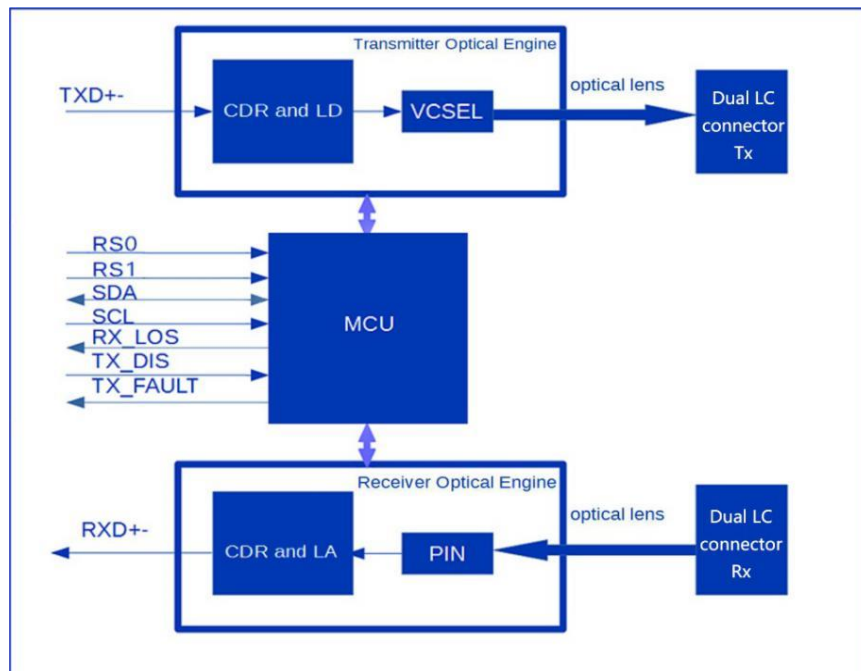 Transmitter Optical Engine
TXD+-
CDR and LD
VCSEL
optical lens
Dual LC
connector
Tx
RS0
RS1
SDA
SCL
RX_LOS
TX_DIS
TX_FAULT
MCU
Receiver Optical Engine
RXD+-
CDR and LA
PIN
optical lens
Dual LC
connector
Rx